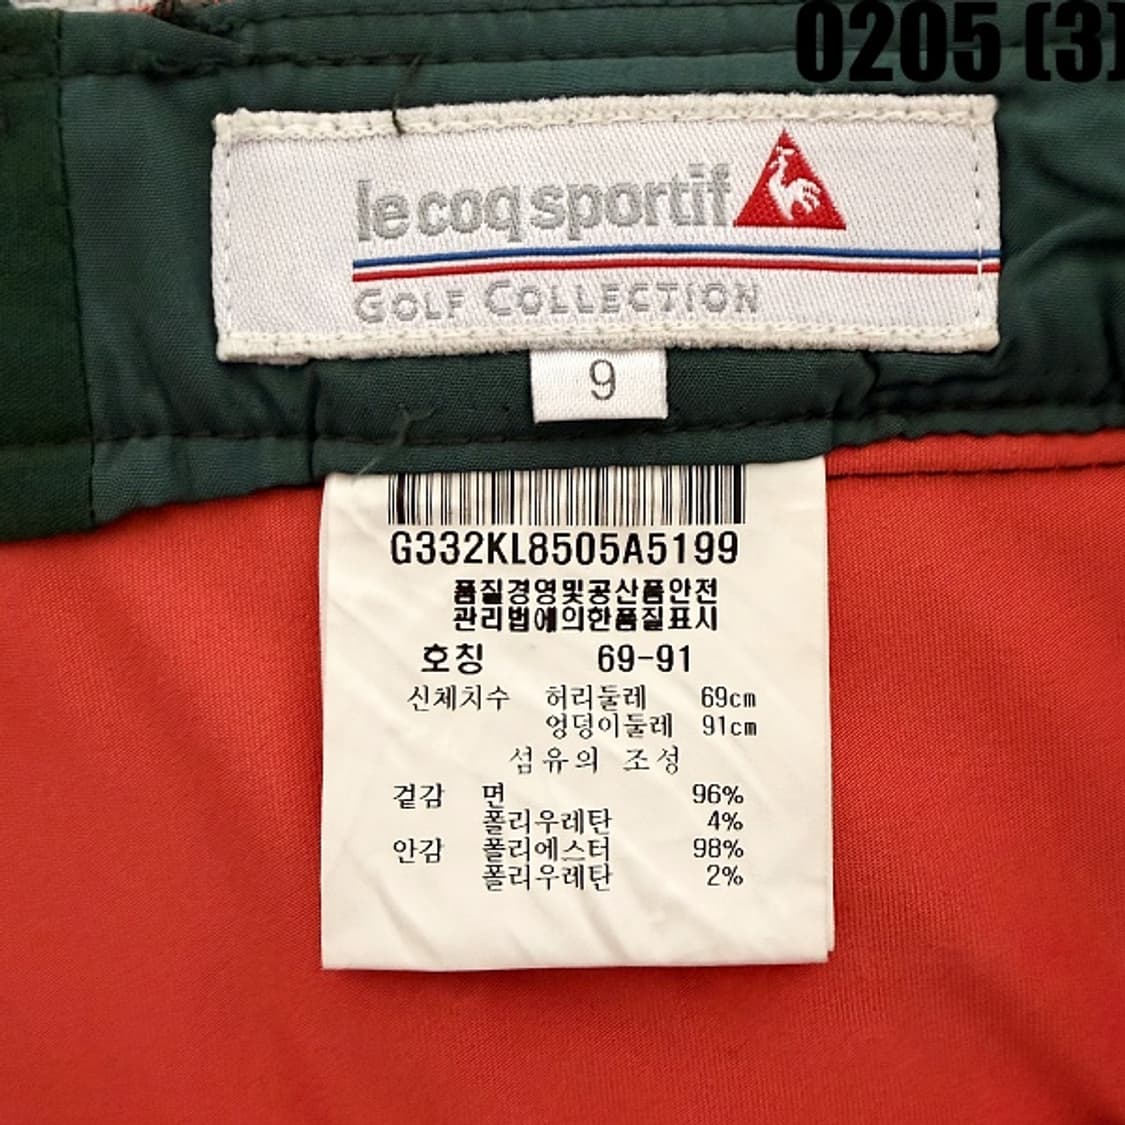 0205 (3)
le coq sportif
GOLF COLLECTION
9
G332KL8505A5199
품질경영및공산품안전
관리법에의한품질표시
호칭 69-91
신체치수 허리둘레 69cm
엉덩이둘레 91cm
섬유의 조성
겉감 면 96%
폴리우레탄 4%
안감 폴리에스터 98%
폴리우레탄 2%